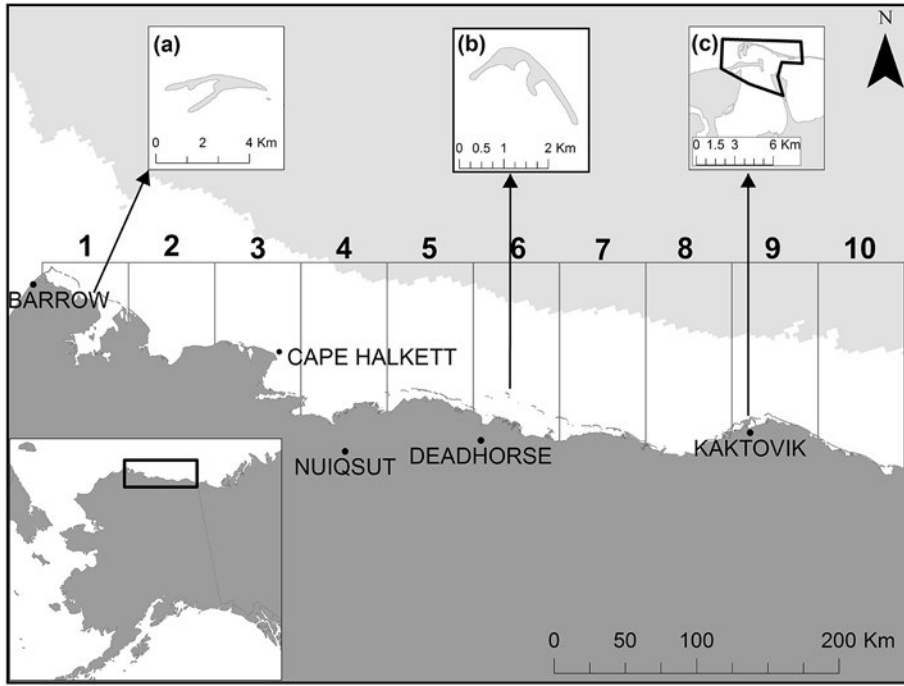 N
(a)
0 2 4 Km
(b)
0 0.5 1 2 Km
(c)
0 1.5 3 6 Km
1 2 3 4 5 6 7 8 9 10
BARROW
CAPE HALKETT
NUIQSUT
DEADHORSE
KAKTOVIK
0 50 100 200 Km